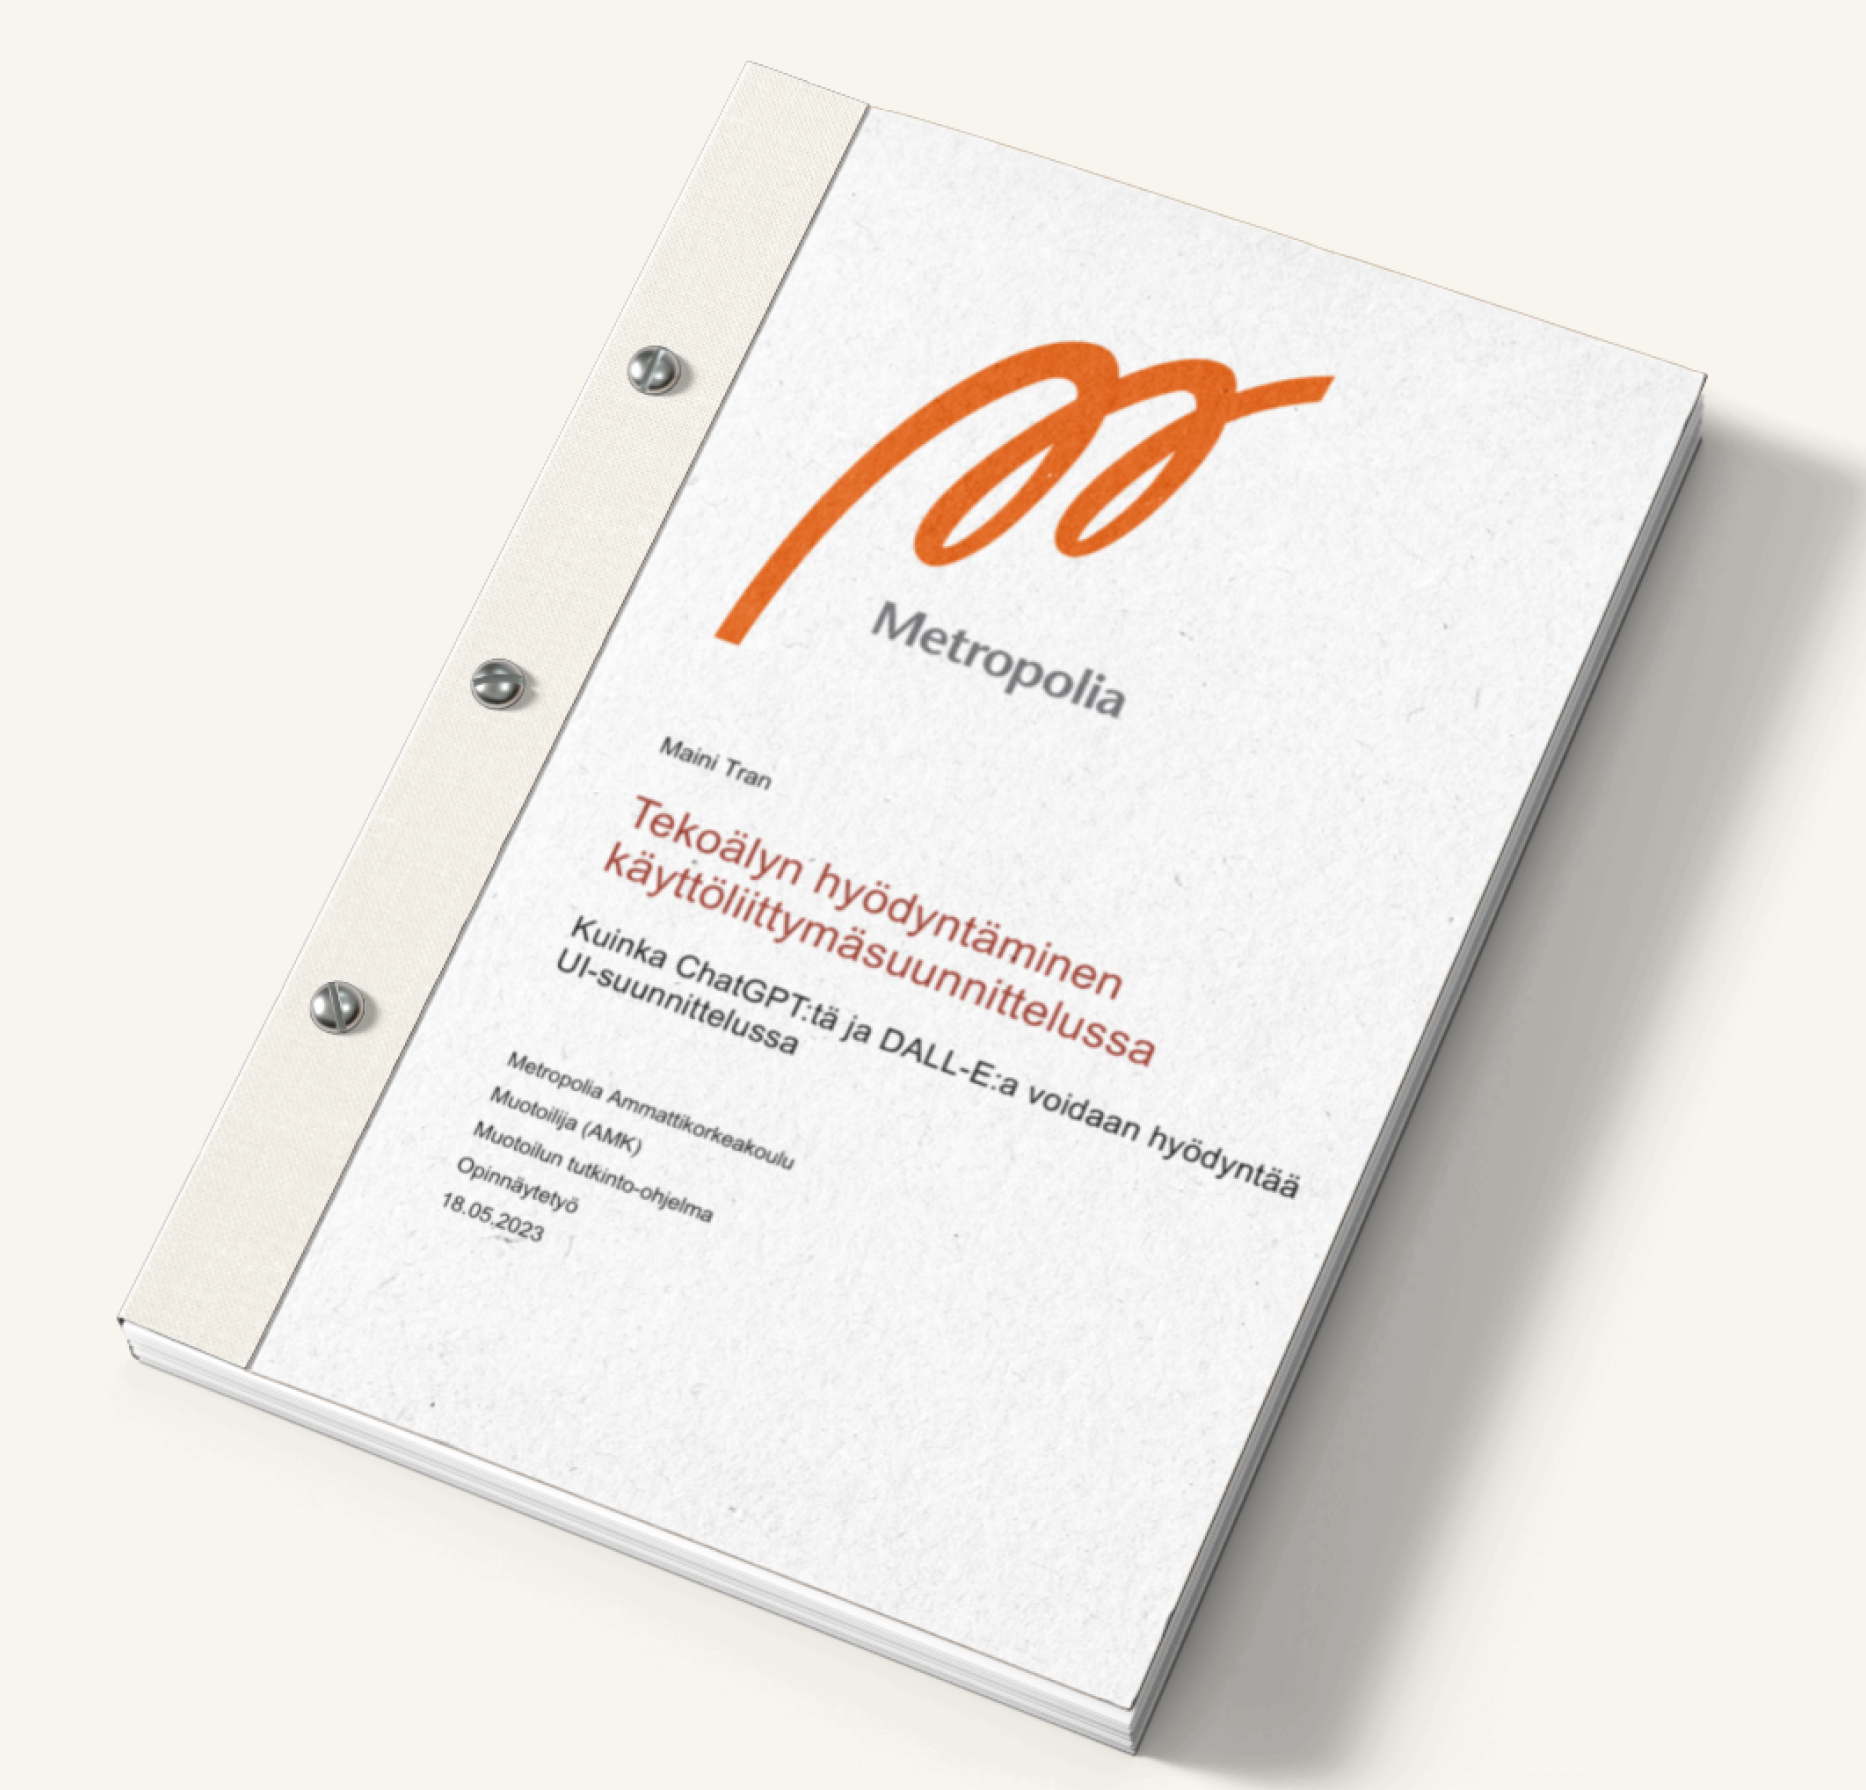 Metropolia
Maini Tran
Tekoälyn hyödyntäminen
käyttöliittymäsuunnittelussa
Kuinka ChatGPT:tä ja DALL-E:a voidaan hyödyntää
UI-suunnittelussa
Metropolia Ammattikorkeakoulu
Muotoilija (AMK)
Muotoilun tutkinto-ohjelma
Opinnäytetyö
18.05.2023